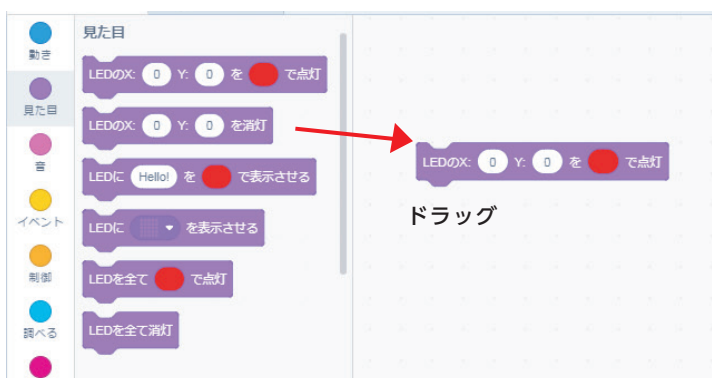 動き
見た目
音
イベント
制御
調べる
見た目
LEDのX: 0 Y: 0 を で点灯
LEDのX: 0 Y: 0 を消灯
LEDに Hello! を で表示させる
LEDに を表示させる
LEDを全て で点灯
LEDを全て消灯
LEDのX: 0 Y: 0 を で点灯
ドラッグ